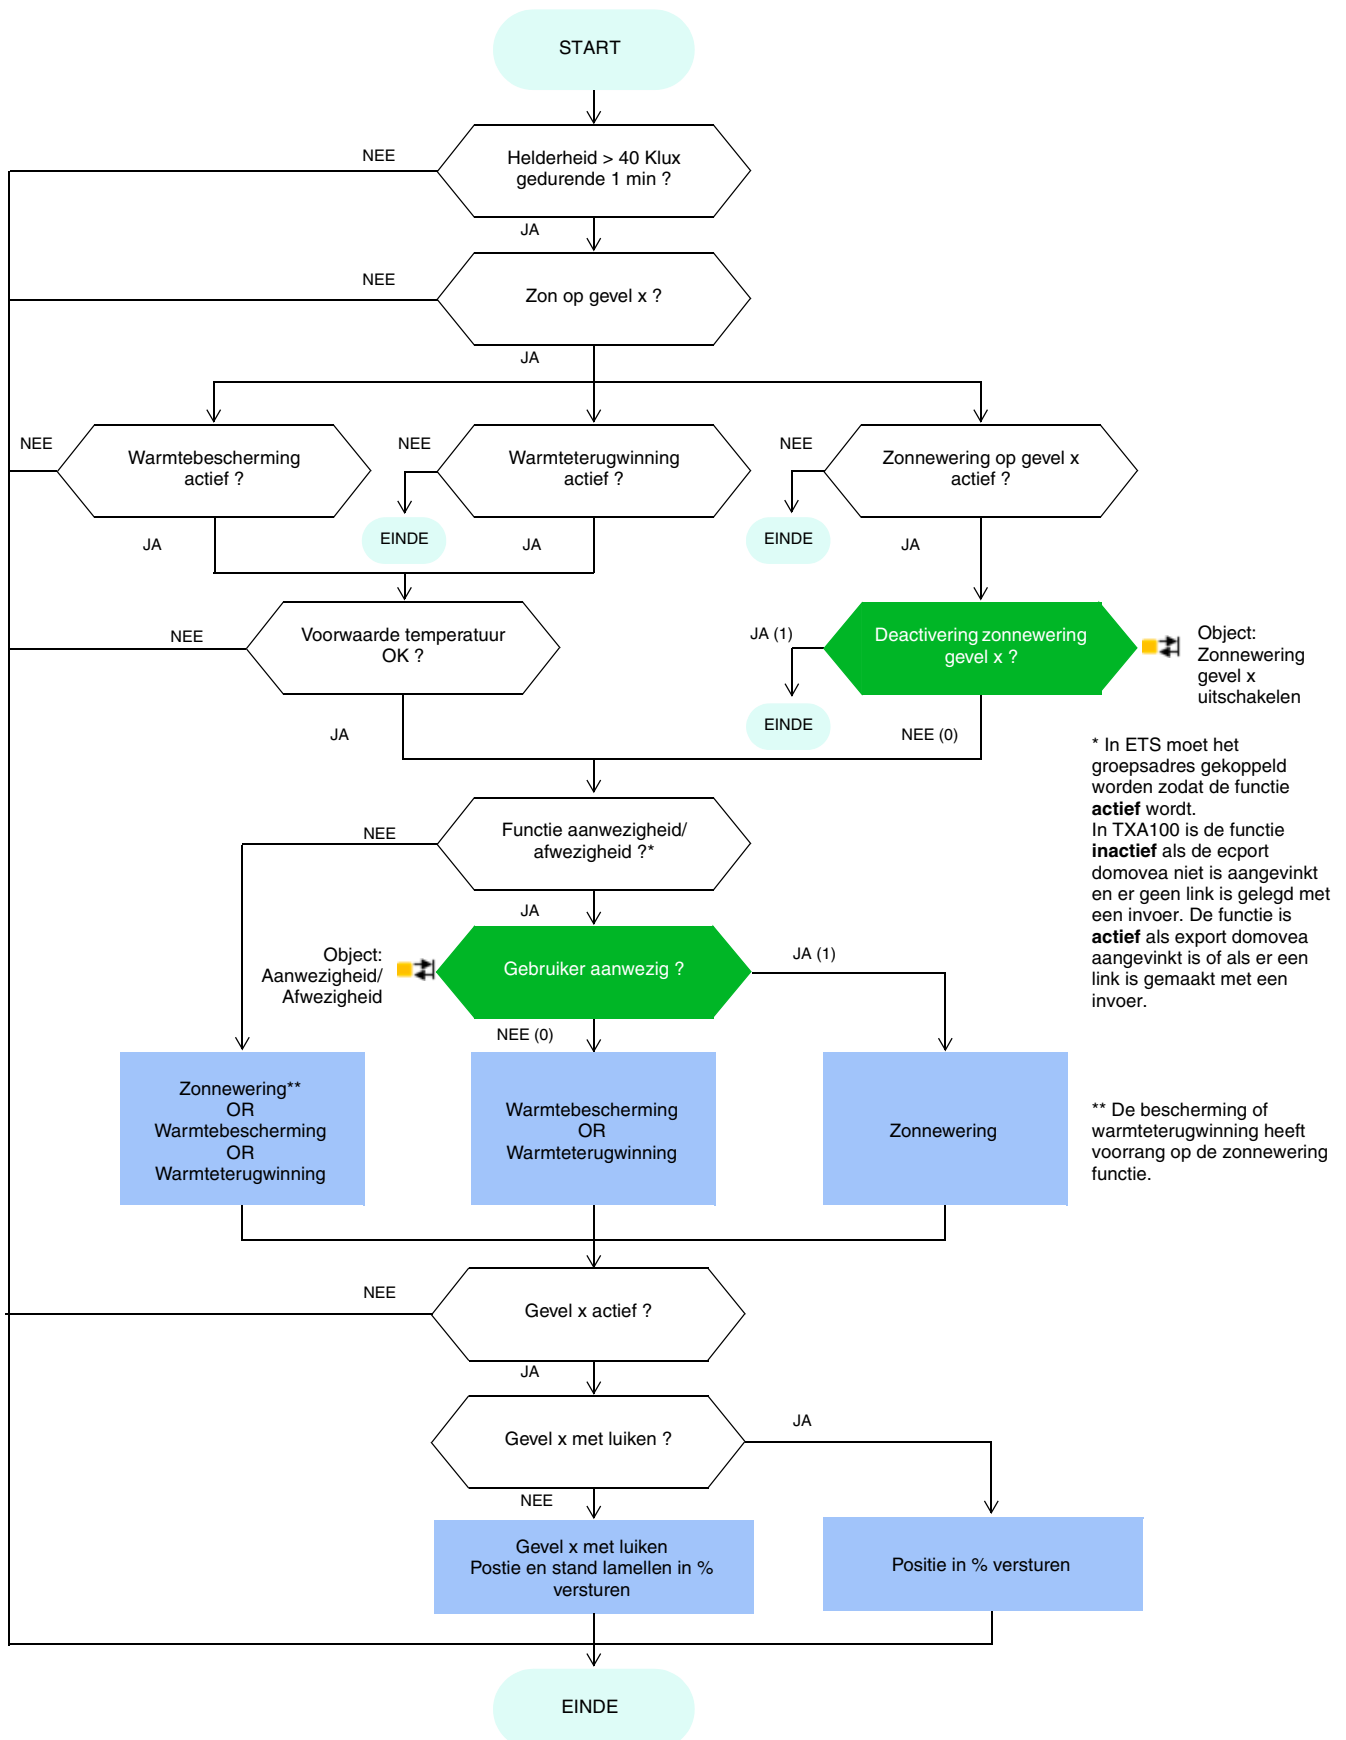 START
NEE
Helderheid > 40 Klux
gedurende 1 min ?
JA
NEE
Zon op gevel x ?
JA
NEE
Warmtebescherming
actief ?
NEE
Warmteterugwinning
actief ?
NEE
Zonnewering op gevel x
actief ?
JA
EINDE
JA
EINDE
JA
NEE
Voorwaarde temperatuur
OK ?
JA (1)
Deactivering zonnewering
gevel x ?
Object:
Zonnewering
gevel x
uitschakelen
JA
EINDE
NEE (0)
* In ETS moet het
groepsadres gekoppeld
worden zodat de functie
actief wordt.
In TXA100 is de functie
inactief als de ecport
domovea niet is aangevinkt
en er geen link is gelegd met
een invoer. De functie is
actief als export domovea
aangevinkt is of als er een
link is gemaakt met een
invoer.
NEE
Functie aanwezigheid/
afwezigheid ?*
JA
Object:
Aanwezigheid/
Afwezigheid
Gebruiker aanwezig ?
JA (1)
NEE (0)
Zonnewering**
OR
Warmtebescherming
OR
Warmteterugwinning
Warmtebescherming
OR
Warmteterugwinning
Zonnewering
** De bescherming of
warmteterugwinning heeft
voorrang op de zonnewering
functie.
NEE
Gevel x actief ?
JA
Gevel x met luiken ?
JA
NEE
Gevel x met luiken
Postie en stand lamellen in %
versturen
Positie in % versturen
EINDE